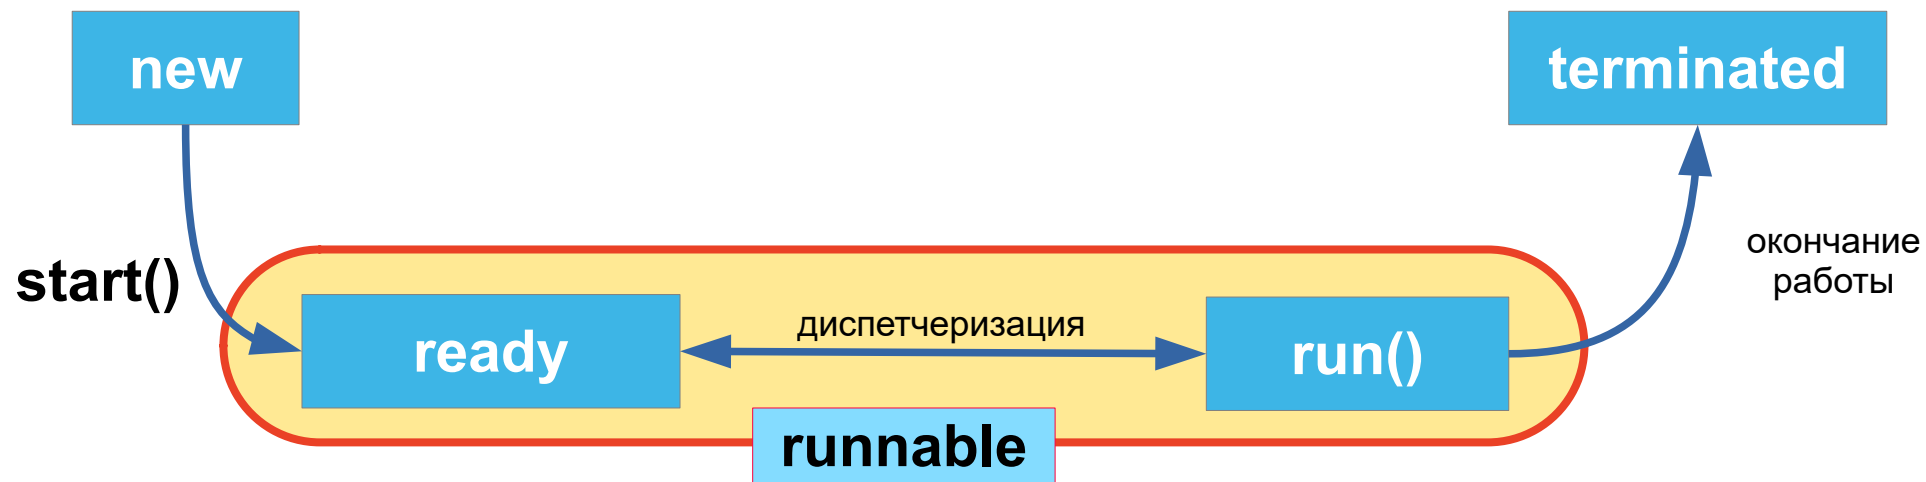 new
terminated
start()
окончание
работы
диспетчеризация
ready
run()
runnable